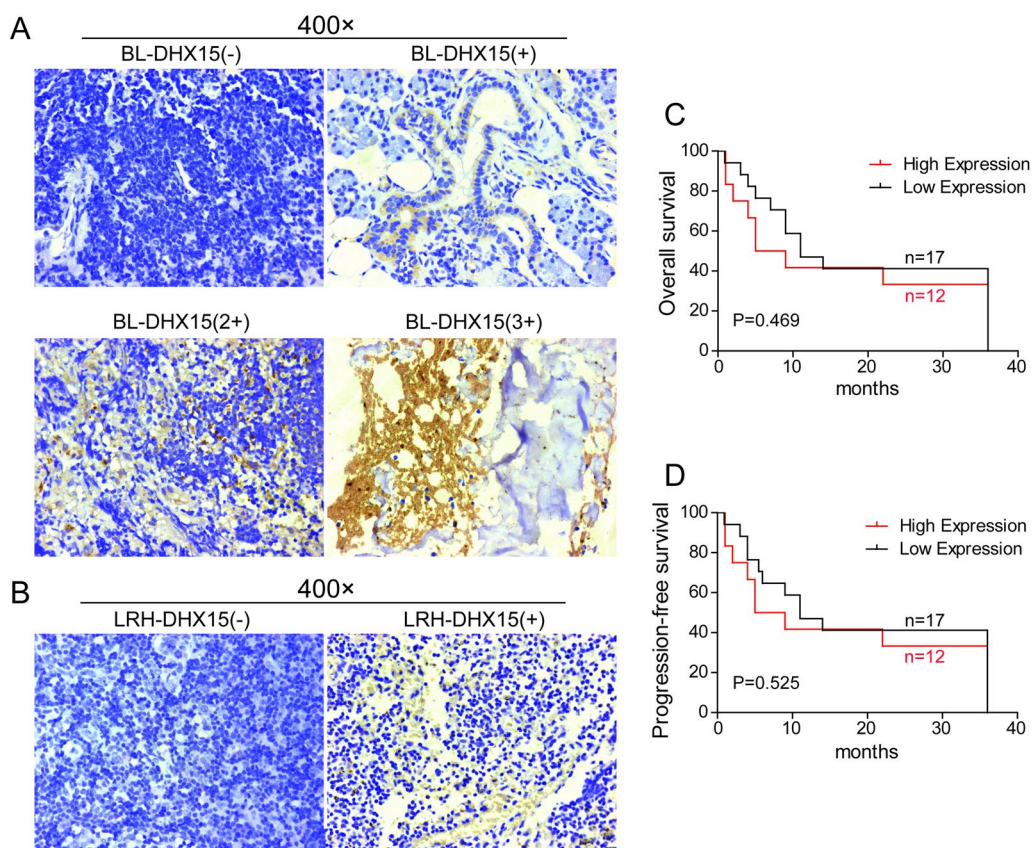 A
400×
BL-DHX15(-)
BL-DHX15(+)
BL-DHX15(2+)
BL-DHX15(3+)
B
400×
LRH-DHX15(-)
LRH-DHX15(+)
C
Overall survival
100
80
60
40
20
0
High Expression
Low Expression
n=17
n=12
P=0.469
0 10 20 30 40
months
D
Progression-free survival
100
80
60
40
20
0
High Expression
Low Expression
n=17
n=12
P=0.525
0 10 20 30 40
months